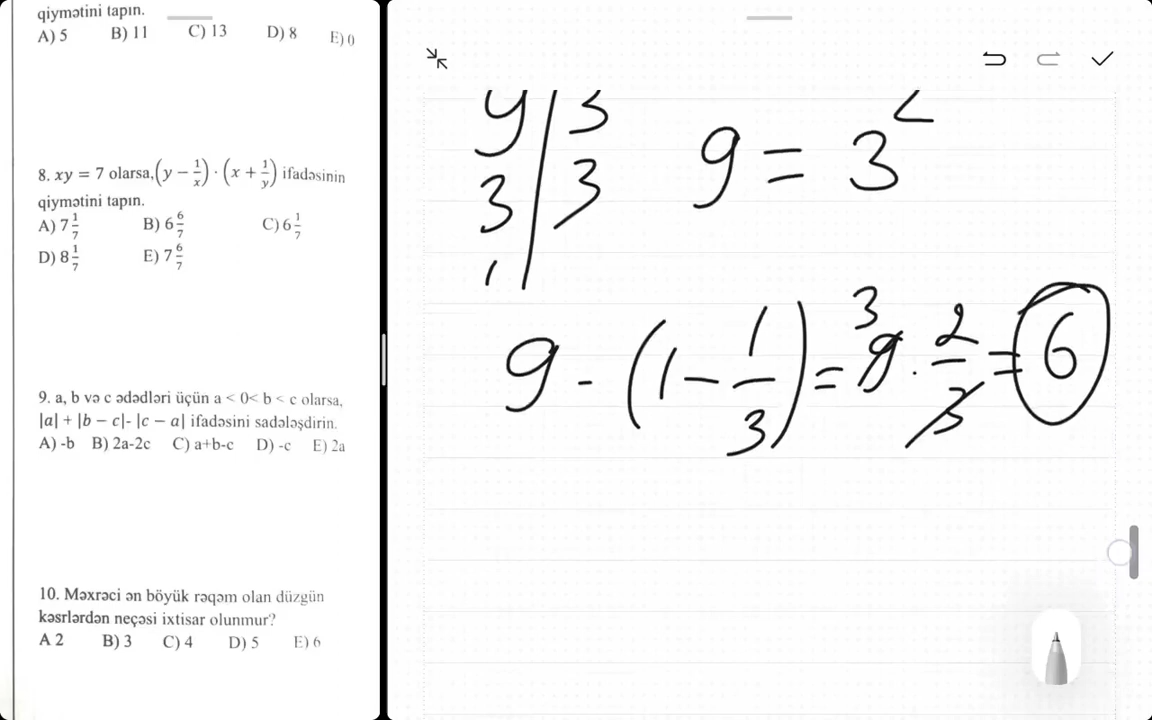 qiymətini tapın.
A) 5 B) 11 C) 13 D) 8 E) 0
8. xy = 7 olarsa, (y − 1/x) · (x + 1/y) ifadəsinin
qiymətini tapın.
A) 7 1/7 B) 6 6/7 C) 6 1/7
D) 8 1/7 E) 7 6/7
9. a, b və c ədədləri üçün a < 0< b < c olarsa,
|a| + |b − c|- |c − a| ifadəsini sadələşdirin.
A) -b B) 2a-2c C) a+b-c D) -c E) 2a
10. Məxrəci ən böyük rəqəm olan düzgün
kəsrlərdən neçəsi ixtisar olunmur?
A 2 B) 3 C) 4 D) 5 E) 6
9 | 3 9 = 3²
3 | 3
1 |
9 - (1 − 1/3) = 9 3 · 2/3 = 6